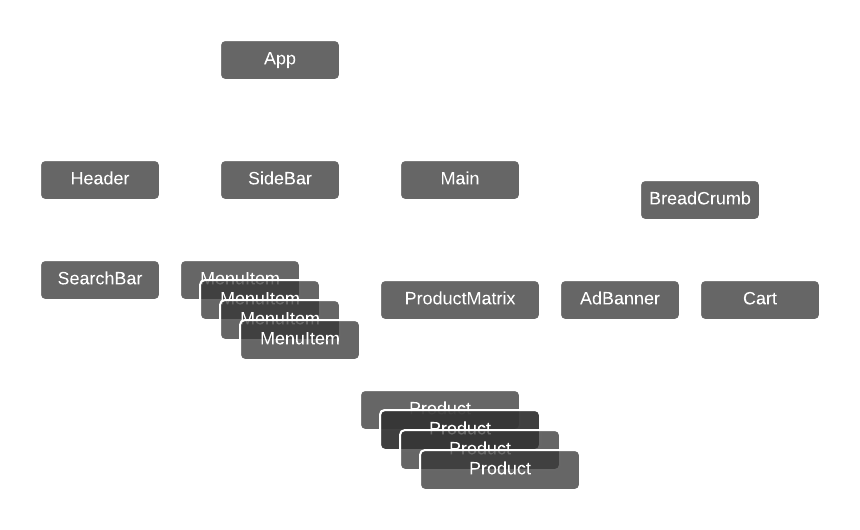 App
Header
SideBar
Main
BreadCrumb
SearchBar
MenuItem
MenuItem
MenuItem
MenuItem
ProductMatrix
AdBanner
Cart
Product
Product
Product
Product